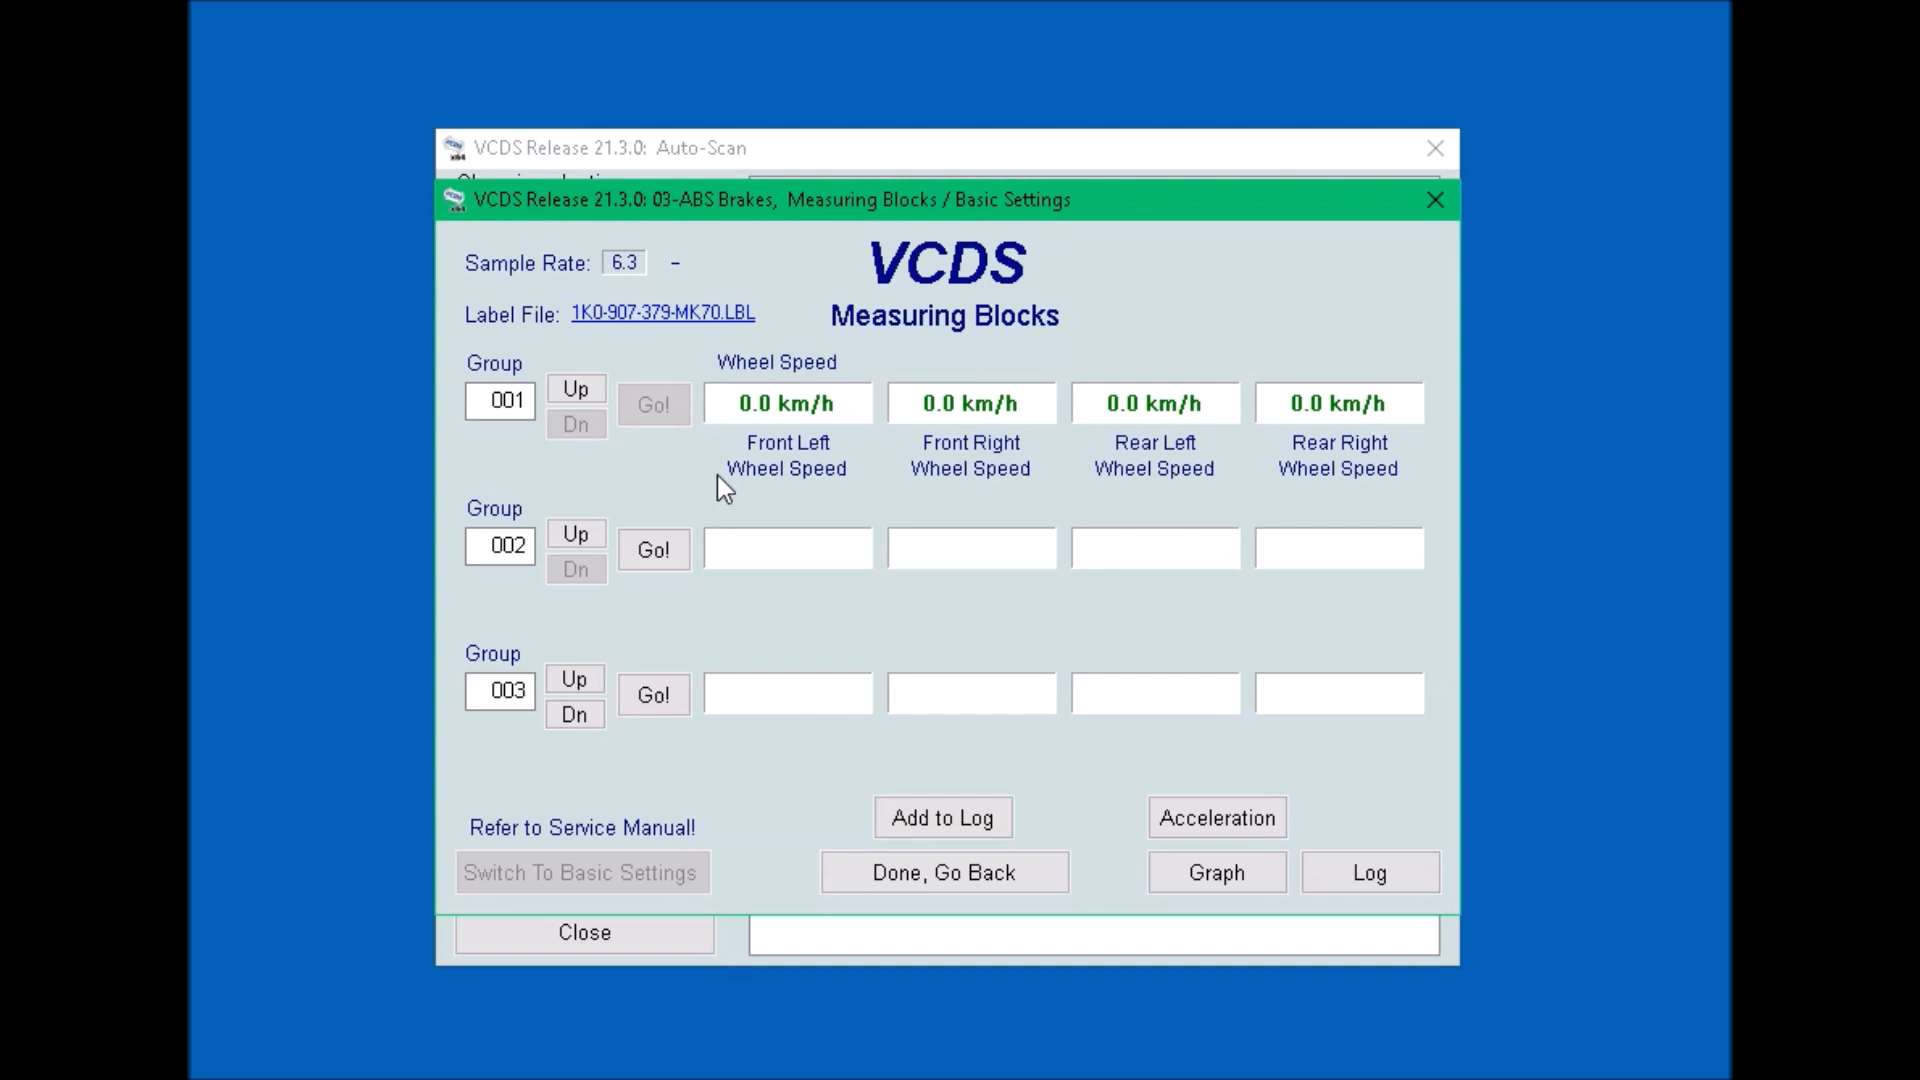 VCDS Release 21.3.0: Auto-Scan
VCDS Release 21.3.0: 03-ABS Brakes, Measuring Blocks / Basic Settings
Sample Rate: 6.3 -
VCDS
Label File: 1K0-907-379-MK70.LBL
Measuring Blocks
Group
Wheel Speed
001
Up
Dn
Go!
0.0 km/h
0.0 km/h
0.0 km/h
0.0 km/h
Front Left
Wheel Speed
Front Right
Wheel Speed
Rear Left
Wheel Speed
Rear Right
Wheel Speed
Group
002
Up
Dn
Go!
Group
003
Up
Dn
Go!
Refer to Service Manual!
Switch To Basic Settings
Add to Log
Done, Go Back
Acceleration
Graph
Log
Close